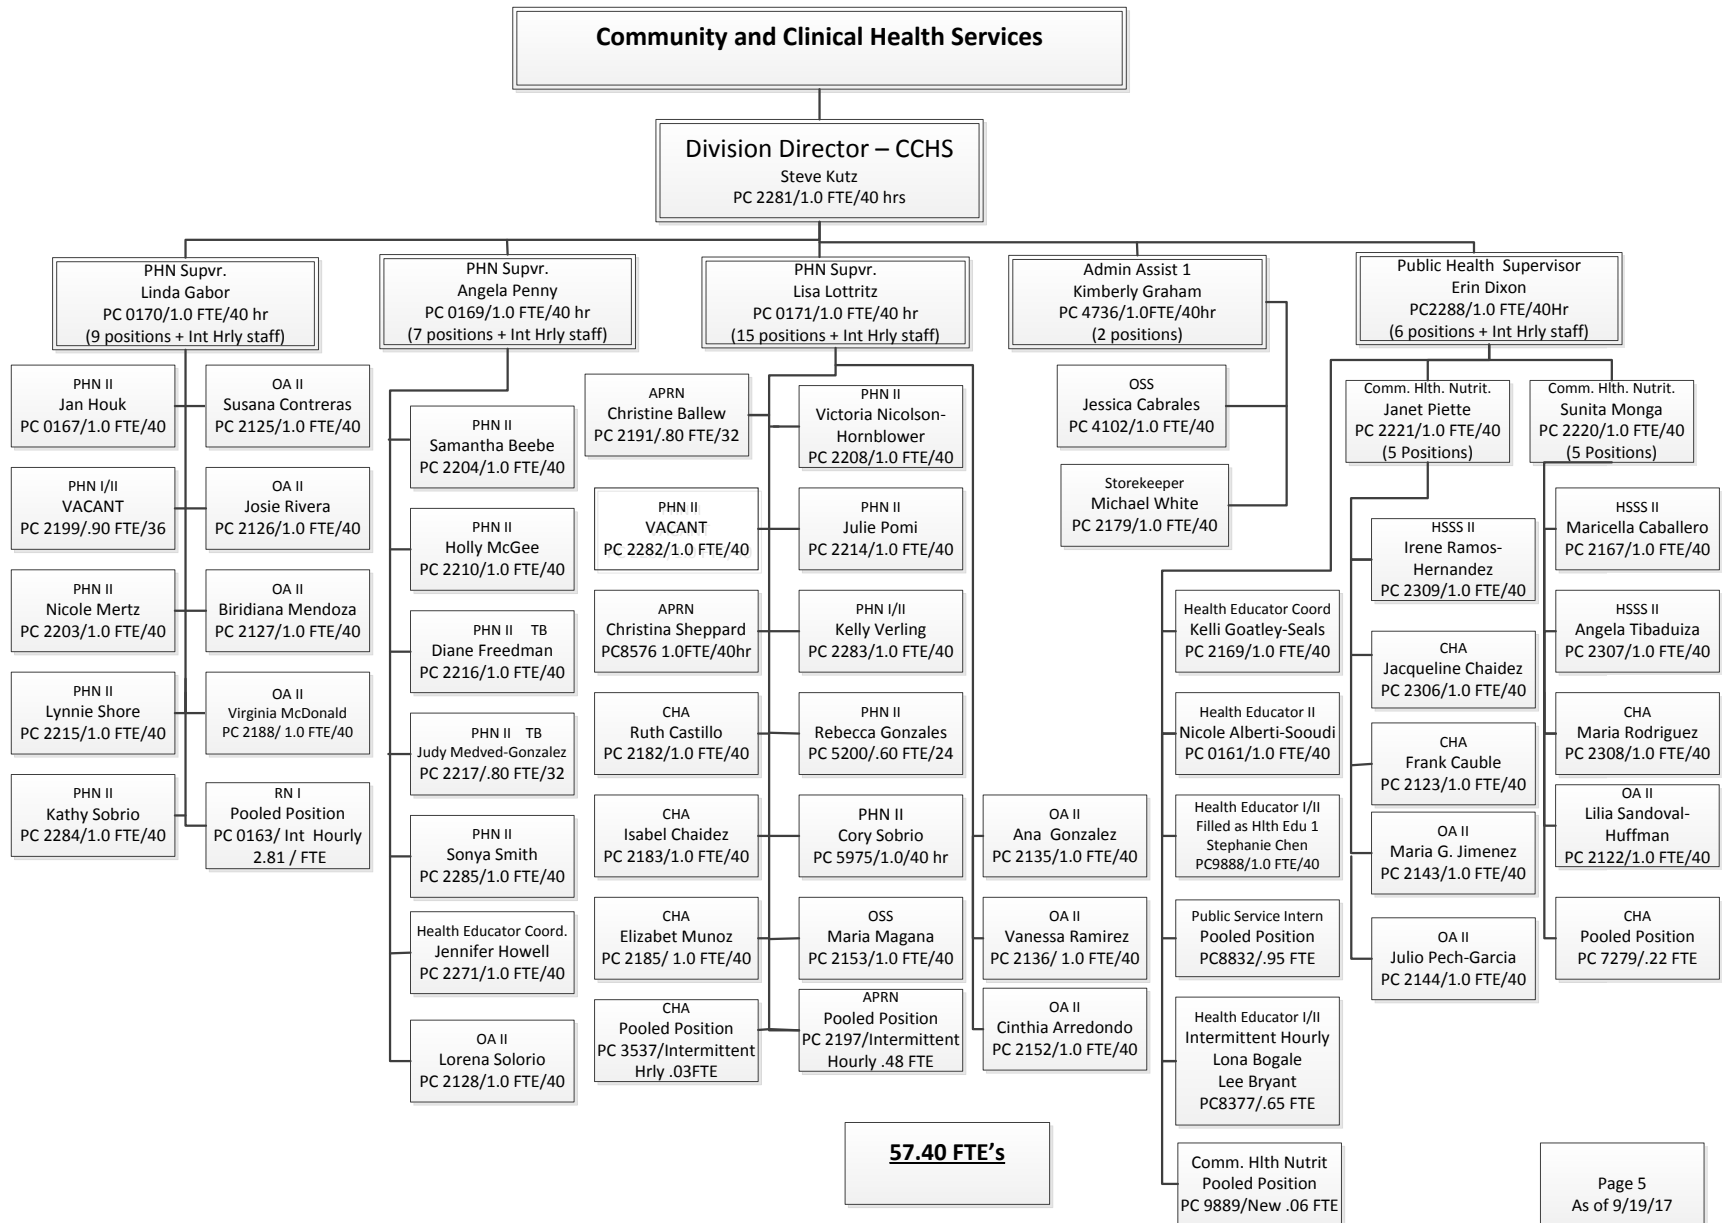 Community and Clinical Health Services
Division Director – CCHS
Steve Kutz
PC 2281/1.0 FTE/40 hrs
PHN Supvr.
Linda Gabor
PC 0170/1.0 FTE/40 hr
(9 positions + Int Hrly staff)
PHN Supvr.
Angela Penny
PC 0169/1.0 FTE/40 hr
(7 positions + Int Hrly staff)
PHN Supvr.
Lisa Lottritz
PC 0171/1.0 FTE/40 hr
(15 positions + Int Hrly staff)
Admin Assist 1
Kimberly Graham
PC 4736/1.0FTE/40hr
(2 positions)
Public Health Supervisor
Erin Dixon
PC2288/1.0 FTE/40Hr
(6 positions + Int Hrly staff)
PHN II
Jan Houk
PC 0167/1.0 FTE/40
OA II
Susana Contreras
PC 2125/1.0 FTE/40
PHN I/II
VACANT
PC 2199/.90 FTE/36
OA II
Josie Rivera
PC 2126/1.0 FTE/40
PHN II
Nicole Mertz
PC 2203/1.0 FTE/40
OA II
Biridiana Mendoza
PC 2127/1.0 FTE/40
PHN II
Lynnie Shore
PC 2215/1.0 FTE/40
OA II
Virginia McDonald
PC 2188/ 1.0 FTE/40
PHN II
Kathy Sobrio
PC 2284/1.0 FTE/40
RN I
Pooled Position
PC 0163/ Int Hourly
2.81 / FTE
PHN II
Samantha Beebe
PC 2204/1.0 FTE/40
PHN II
Holly McGee
PC 2210/1.0 FTE/40
PHN II TB
Diane Freedman
PC 2216/1.0 FTE/40
PHN II TB
Judy Medved-Gonzalez
PC 2217/.80 FTE/32
PHN II
Sonya Smith
PC 2285/1.0 FTE/40
Health Educator Coord.
Jennifer Howell
PC 2271/1.0 FTE/40
OA II
Lorena Solorio
PC 2128/1.0 FTE/40
APRN
Christine Ballew
PC 2191/.80 FTE/32
PHN II
Victoria Nicolson-
Hornblower
PC 2208/1.0 FTE/40
PHN II
VACANT
PC 2282/1.0 FTE/40
PHN II
Julie Pomi
PC 2214/1.0 FTE/40
APRN
Christina Sheppard
PC8576 1.0FTE/40hr
PHN I/II
Kelly Verling
PC 2283/1.0 FTE/40
CHA
Ruth Castillo
PC 2182/1.0 FTE/40
PHN II
Rebecca Gonzales
PC 5200/.60 FTE/24
CHA
Isabel Chaidez
PC 2183/1.0 FTE/40
PHN II
Cory Sobrio
PC 5975/1.0/40 hr
CHA
Elizabet Munoz
PC 2185/ 1.0 FTE/40
OSS
Maria Magana
PC 2153/1.0 FTE/40
CHA
Pooled Position
PC 3537/Intermittent
Hrly .03FTE
APRN
Pooled Position
PC 2197/Intermittent
Hourly .48 FTE
OA II
Ana Gonzalez
PC 2135/1.0 FTE/40
OA II
Vanessa Ramirez
PC 2136/ 1.0 FTE/40
OA II
Cinthia Arredondo
PC 2152/1.0 FTE/40
OSS
Jessica Cabrales
PC 4102/1.0 FTE/40
Storekeeper
Michael White
PC 2179/1.0 FTE/40
Health Educator Coord
Kelli Goatley-Seals
PC 2169/1.0 FTE/40
Health Educator II
Nicole Alberti-Sooudi
PC 0161/1.0 FTE/40
Health Educator I/II
Filled as Hlth Edu 1
Stephanie Chen
PC9888/1.0 FTE/40
Public Service Intern
Pooled Position
PC8832/.95 FTE
Health Educator I/II
Intermittent Hourly
Lona Bogale
Lee Bryant
PC8377/.65 FTE
Comm. Hlth Nutrit
Pooled Position
PC 9889/New .06 FTE
Comm. Hlth. Nutrit.
Janet Piette
PC 2221/1.0 FTE/40
(5 Positions)
HSSS II
Irene Ramos-
Hernandez
PC 2309/1.0 FTE/40
CHA
Jacqueline Chaidez
PC 2306/1.0 FTE/40
CHA
Frank Cauble
PC 2123/1.0 FTE/40
OA II
Maria G. Jimenez
PC 2143/1.0 FTE/40
OA II
Julio Pech-Garcia
PC 2144/1.0 FTE/40
Comm. Hlth. Nutrit.
Sunita Monga
PC 2220/1.0 FTE/40
(5 Positions)
HSSS II
Maricella Caballero
PC 2167/1.0 FTE/40
HSSS II
Angela Tibaduiza
PC 2307/1.0 FTE/40
CHA
Maria Rodriguez
PC 2308/1.0 FTE/40
OA II
Lilia Sandoval-
Huffman
PC 2122/1.0 FTE/40
CHA
Pooled Position
PC 7279/.22 FTE
57.40 FTE's
Page 5
As of 9/19/17